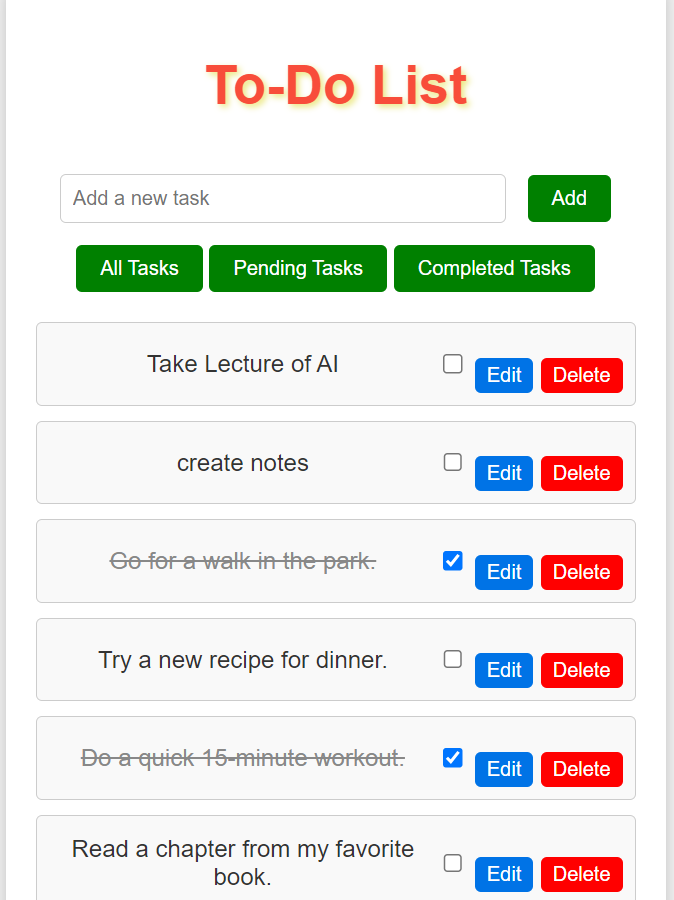 To-Do List
Add a new task
Add
All Tasks
Pending Tasks
Completed Tasks
Take Lecture of AI
Edit
Delete
create notes
Edit
Delete
Go for a walk in the park.
Edit
Delete
Try a new recipe for dinner.
Edit
Delete
Do a quick 15-minute workout.
Edit
Delete
Read a chapter from my favorite
book.
Edit
Delete